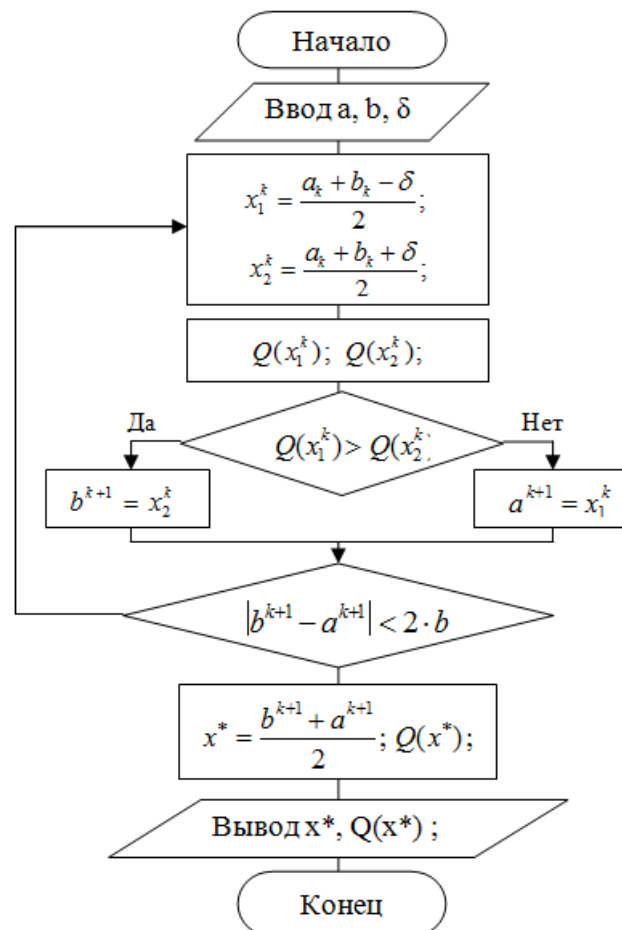 Начало
Ввод a, b, δ
x₁ᵏ = (aₖ + bₖ − δ)/2;
x₂ᵏ = (aₖ + bₖ + δ)/2;
Q(x₁ᵏ); Q(x₂ᵏ);
Да
Нет
Q(x₁ᵏ) > Q(x₂ᵏ)
bᵏ⁺¹ = x₂ᵏ
aᵏ⁺¹ = x₁ᵏ
|bᵏ⁺¹ − aᵏ⁺¹| < 2 · b
x* = (bᵏ⁺¹ + aᵏ⁺¹)/2; Q(x*);
Вывод x*, Q(x*) ;
Конец